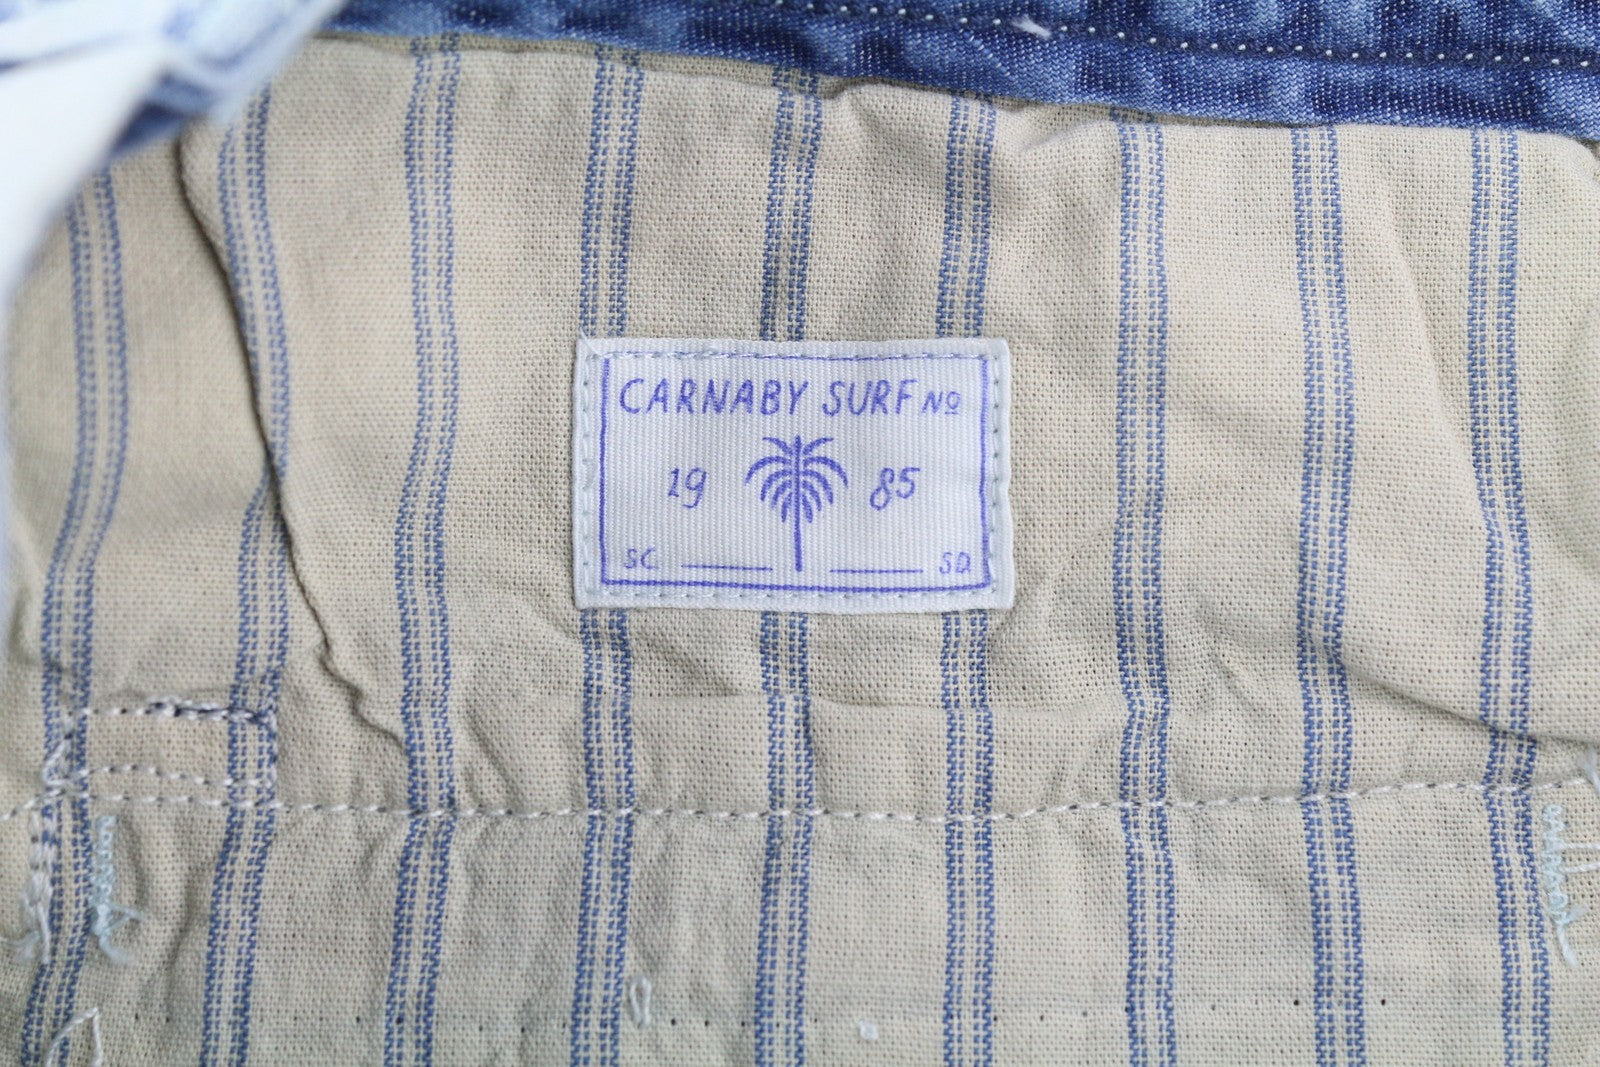 CARNABY SURF Nº
19 85
SC SD